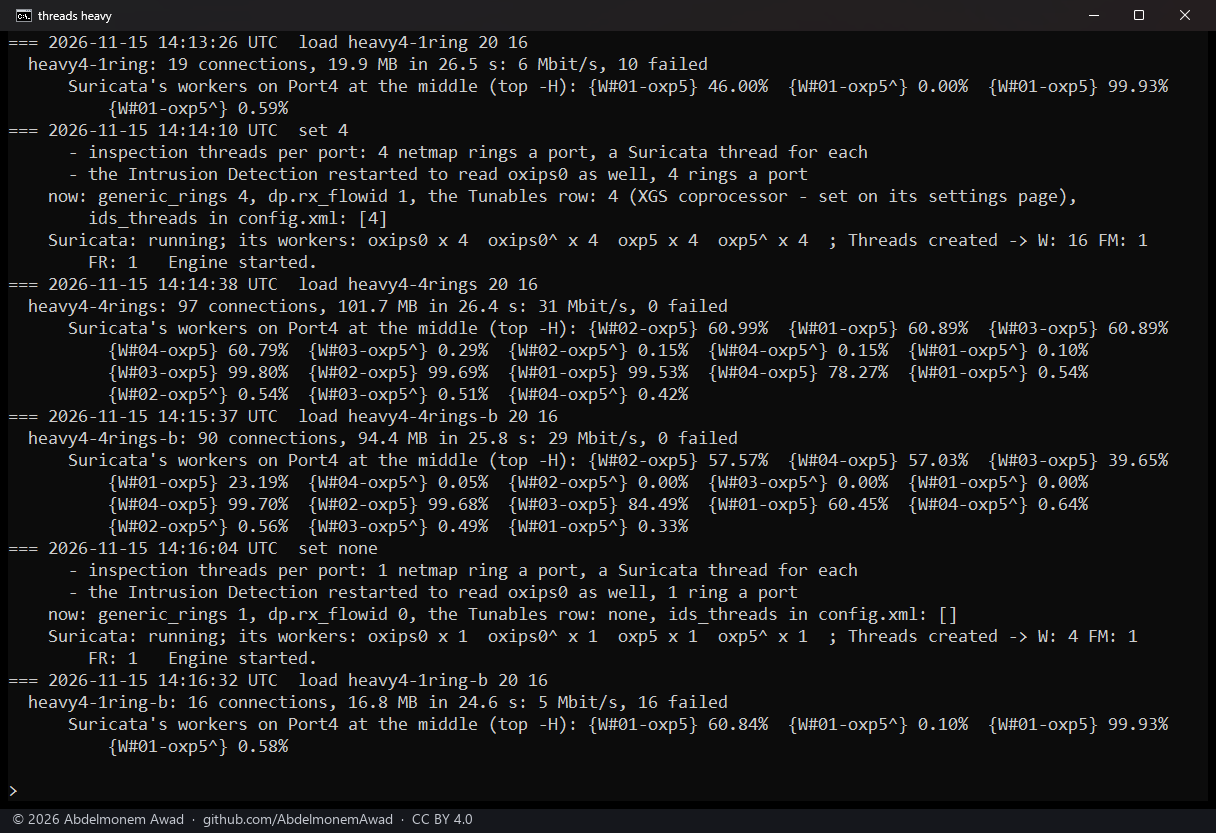 threads heavy
=== 2026-11-15 14:13:26 UTC  load heavy4-1ring 20 16
heavy4-1ring: 19 connections, 19.9 MB in 26.5 s: 6 Mbit/s, 10 failed
Suricata's workers on Port4 at the middle (top -H): {W#01-oxp5} 46.00%  {W#01-oxp5^} 0.00%  {W#01-oxp5} 99.93%
{W#01-oxp5^} 0.59%
=== 2026-11-15 14:14:10 UTC  set 4
- inspection threads per port: 4 netmap rings a port, a Suricata thread for each
- the Intrusion Detection restarted to read oxips0 as well, 4 rings a port
now: generic_rings 4, dp.rx_flowid 1, the Tunables row: 4 (XGS coprocessor - set on its settings page),
ids_threads in config.xml: [4]
Suricata: running; its workers: oxips0 x 4  oxips0^ x 4  oxp5 x 4  oxp5^ x 4  ; Threads created -> W: 16 FM: 1
FR: 1   Engine started.
=== 2026-11-15 14:14:38 UTC  load heavy4-4rings 20 16
heavy4-4rings: 97 connections, 101.7 MB in 26.4 s: 31 Mbit/s, 0 failed
Suricata's workers on Port4 at the middle (top -H): {W#02-oxp5} 60.99%  {W#01-oxp5} 60.89%  {W#03-oxp5} 60.89%
{W#04-oxp5} 60.79%  {W#03-oxp5^} 0.29%  {W#02-oxp5^} 0.15%  {W#04-oxp5^} 0.15%  {W#01-oxp5^} 0.10%
{W#03-oxp5} 99.80%  {W#02-oxp5} 99.69%  {W#01-oxp5} 99.53%  {W#04-oxp5} 78.27%  {W#01-oxp5^} 0.54%
{W#02-oxp5^} 0.54%  {W#03-oxp5^} 0.51%  {W#04-oxp5^} 0.42%
=== 2026-11-15 14:15:37 UTC  load heavy4-4rings-b 20 16
heavy4-4rings-b: 90 connections, 94.4 MB in 25.8 s: 29 Mbit/s, 0 failed
Suricata's workers on Port4 at the middle (top -H): {W#02-oxp5} 57.57%  {W#04-oxp5} 57.03%  {W#03-oxp5} 39.65%
{W#01-oxp5} 23.19%  {W#04-oxp5^} 0.05%  {W#02-oxp5^} 0.00%  {W#03-oxp5^} 0.00%  {W#01-oxp5^} 0.00%
{W#04-oxp5} 99.70%  {W#02-oxp5} 99.68%  {W#03-oxp5} 84.49%  {W#01-oxp5} 60.45%  {W#04-oxp5^} 0.64%
{W#02-oxp5^} 0.56%  {W#03-oxp5^} 0.49%  {W#01-oxp5^} 0.33%
=== 2026-11-15 14:16:04 UTC  set none
- inspection threads per port: 1 netmap ring a port, a Suricata thread for each
- the Intrusion Detection restarted to read oxips0 as well, 1 ring a port
now: generic_rings 1, dp.rx_flowid 0, the Tunables row: none, ids_threads in config.xml: []
Suricata: running; its workers: oxips0 x 1  oxips0^ x 1  oxp5 x 1  oxp5^ x 1  ; Threads created -> W: 4 FM: 1
FR: 1   Engine started.
=== 2026-11-15 14:16:32 UTC  load heavy4-1ring-b 20 16
heavy4-1ring-b: 16 connections, 16.8 MB in 24.6 s: 5 Mbit/s, 16 failed
Suricata's workers on Port4 at the middle (top -H): {W#01-oxp5} 60.84%  {W#01-oxp5^} 0.10%  {W#01-oxp5} 99.93%
{W#01-oxp5^} 0.58%
>
© 2026 Abdelmonem Awad · github.com/AbdelmonemAwad · CC BY 4.0